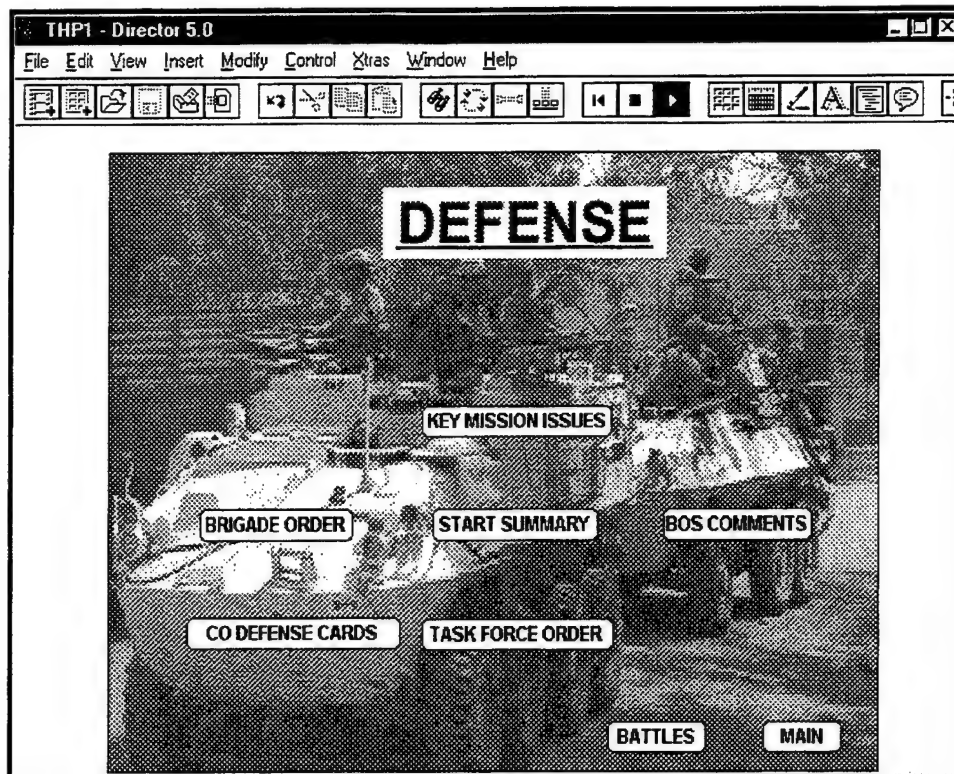 THP1 - Director 5.0
File Edit View Insert Modify Control Xtras Window Help
DEFENSE
KEY MISSION ISSUES
BRIGADE ORDER START SUMMARY BOS COMMENTS
CO DEFENSE CARDS TASK FORCE ORDER
BATTLES MAIN